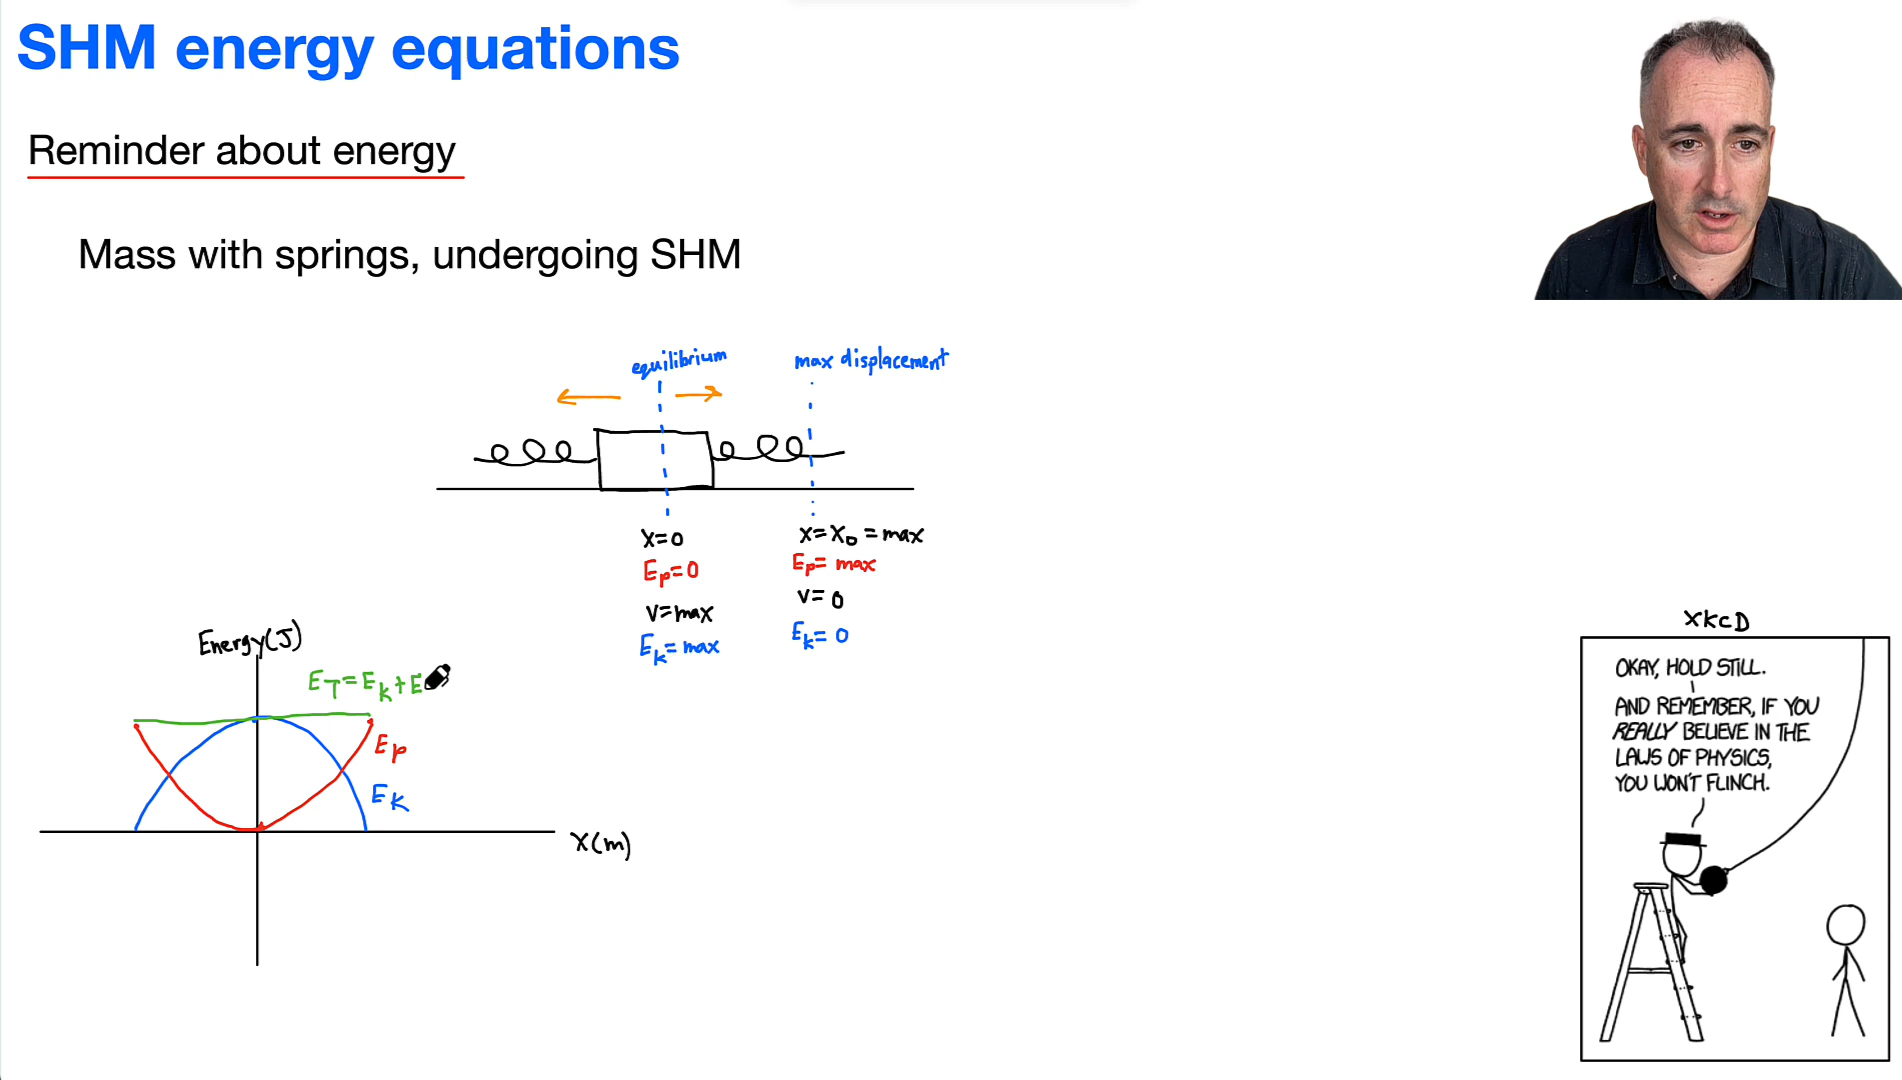 SHM energy equations
Reminder about energy
Mass with springs, undergoing SHM
equilibrium
max displacement
x=0
Ep=0
v=max
Ek=max
x=x₀=max
Ep=max
v=0
Ek=0
Energy(J)
ET=Ek+E
Ep
Ek
x(m)
XKCD
OKAY, HOLD STILL.
AND REMEMBER, IF YOU
REALLY BELIEVE IN THE
LAWS OF PHYSICS,
YOU WON'T FLINCH.